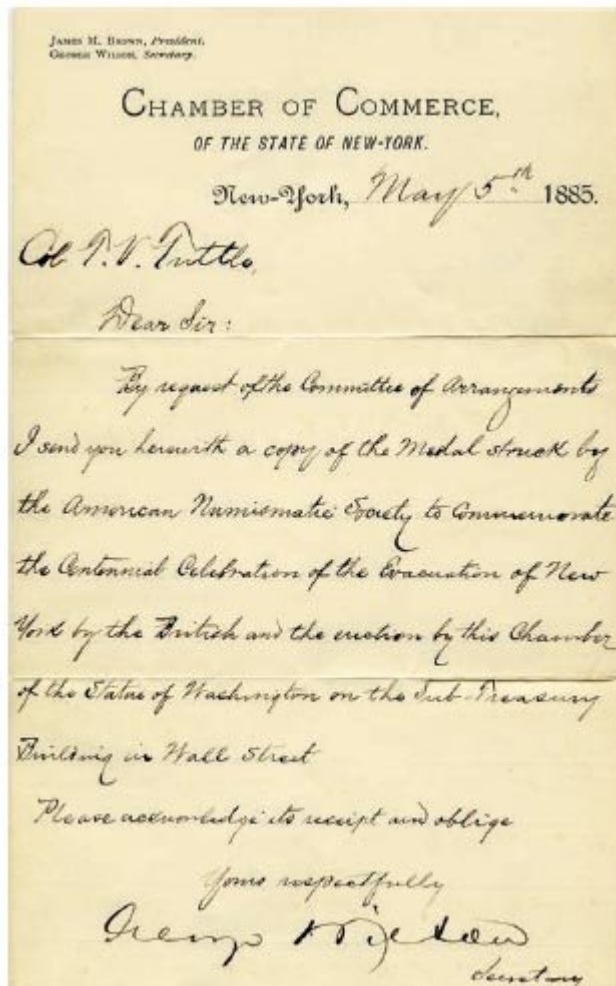 JAMES M. BROWN, President.
GEORGE WILSON, Secretary.
CHAMBER OF COMMERCE,
OF THE STATE OF NEW-YORK.
New-York, May 5th 1885.
Col T. V. Tuttle,
Dear Sir:
By request of the Committee of Arrangements
I send you herewith a copy of the Medal struck by
the American Numismatic Society to Commemorate
the Centennial Celebration of the Evacuation of New
York by the British and the erection by this Chamber
of the Statue of Washington on the Sub-Treasury
Building in Wall Street
Please acknowledge its receipt and oblige
Yours respectfully
George Wilson
Secretary